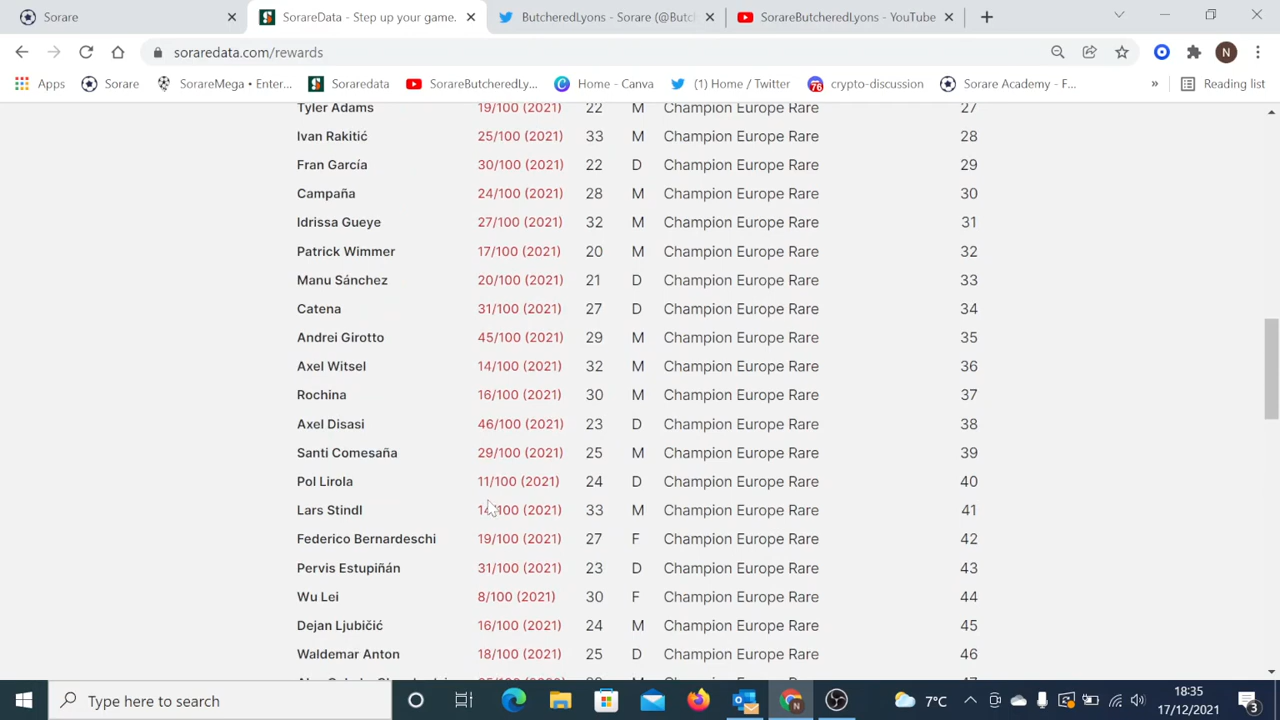 Sorare
SorareData - Step up your game.
ButcheredLyons - Sorare (@Butc
SorareButcheredLyons - YouTube
soraredata.com/rewards
Apps Sorare SorareMega • Enter... Soraredata SorareButcheredLy... Home - Canva (1) Home / Twitter 76 crypto-discussion Sorare Academy - F... » Reading list
Tyler Adams 19/100 (2021) 22 M Champion Europe Rare 27
Ivan Rakitić 25/100 (2021) 33 M Champion Europe Rare 28
Fran García 30/100 (2021) 22 D Champion Europe Rare 29
Campaña 24/100 (2021) 28 M Champion Europe Rare 30
Idrissa Gueye 27/100 (2021) 32 M Champion Europe Rare 31
Patrick Wimmer 17/100 (2021) 20 M Champion Europe Rare 32
Manu Sánchez 20/100 (2021) 21 D Champion Europe Rare 33
Catena 31/100 (2021) 27 D Champion Europe Rare 34
Andrei Girotto 45/100 (2021) 29 M Champion Europe Rare 35
Axel Witsel 14/100 (2021) 32 M Champion Europe Rare 36
Rochina 16/100 (2021) 30 M Champion Europe Rare 37
Axel Disasi 46/100 (2021) 23 D Champion Europe Rare 38
Santi Comesaña 29/100 (2021) 25 M Champion Europe Rare 39
Pol Lirola 11/100 (2021) 24 D Champion Europe Rare 40
Lars Stindl 14/100 (2021) 33 M Champion Europe Rare 41
Federico Bernardeschi 19/100 (2021) 27 F Champion Europe Rare 42
Pervis Estupiñán 31/100 (2021) 23 D Champion Europe Rare 43
Wu Lei 8/100 (2021) 30 F Champion Europe Rare 44
Dejan Ljubičić 16/100 (2021) 24 M Champion Europe Rare 45
Waldemar Anton 18/100 (2021) 25 D Champion Europe Rare 46
Type here to search
7°C
18:35
17/12/2021
3